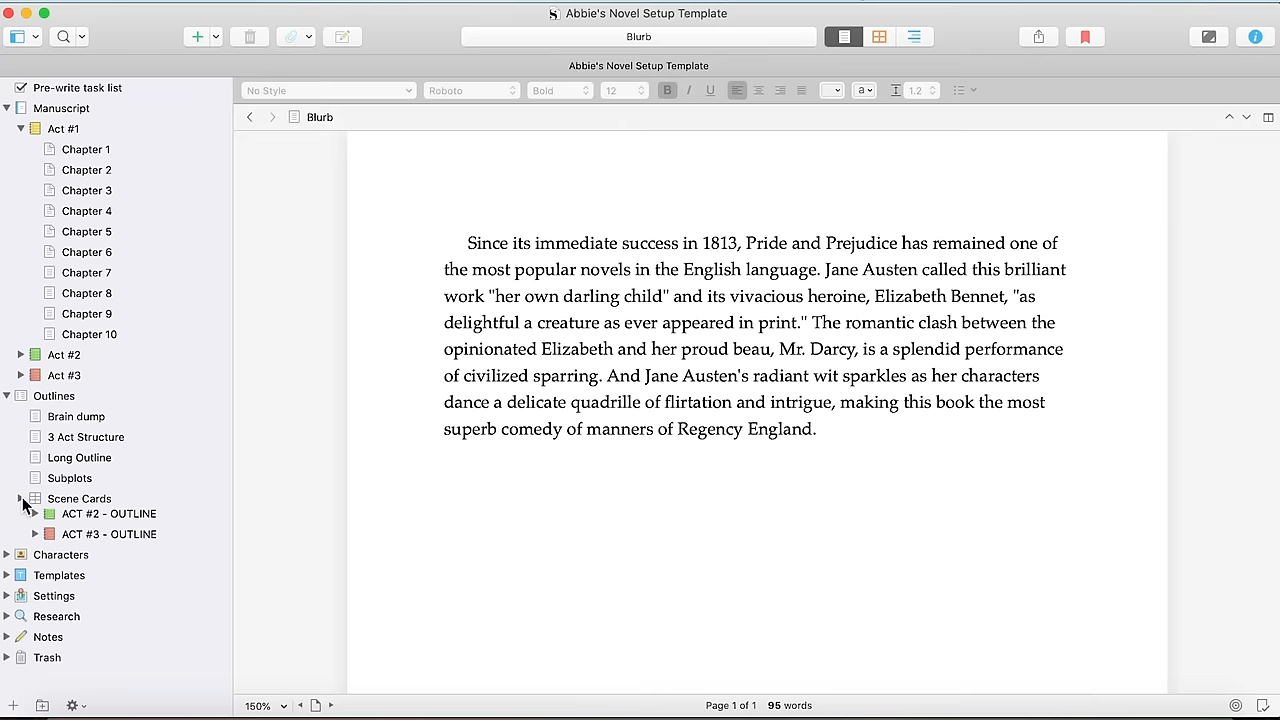 Abbie's Novel Setup Template
Blurb
Abbie's Novel Setup Template
Pre-write task list
Manuscript
Act #1
Chapter 1
Chapter 2
Chapter 3
Chapter 4
Chapter 5
Chapter 6
Chapter 7
Chapter 8
Chapter 9
Chapter 10
Act #2
Act #3
Outlines
Brain dump
3 Act Structure
Long Outline
Subplots
Scene Cards
ACT #2 - OUTLINE
ACT #3 - OUTLINE
Characters
Templates
Settings
Research
Notes
Trash
No Style Roboto Bold 12 B I U a 1.2
Blurb
Since its immediate success in 1813, Pride and Prejudice has remained one of
the most popular novels in the English language. Jane Austen called this brilliant
work "her own darling child" and its vivacious heroine, Elizabeth Bennet, "as
delightful a creature as ever appeared in print." The romantic clash between the
opinionated Elizabeth and her proud beau, Mr. Darcy, is a splendid performance
of civilized sparring. And Jane Austen's radiant wit sparkles as her characters
dance a delicate quadrille of flirtation and intrigue, making this book the most
superb comedy of manners of Regency England.
150% Page 1 of 1 95 words